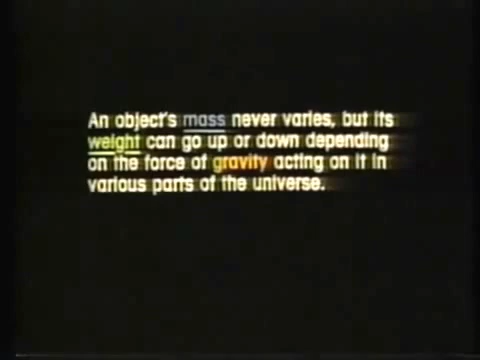 An object's mass never varies, but its
weight can go up or down depending
on the force of gravity acting on it in
various parts of the universe.